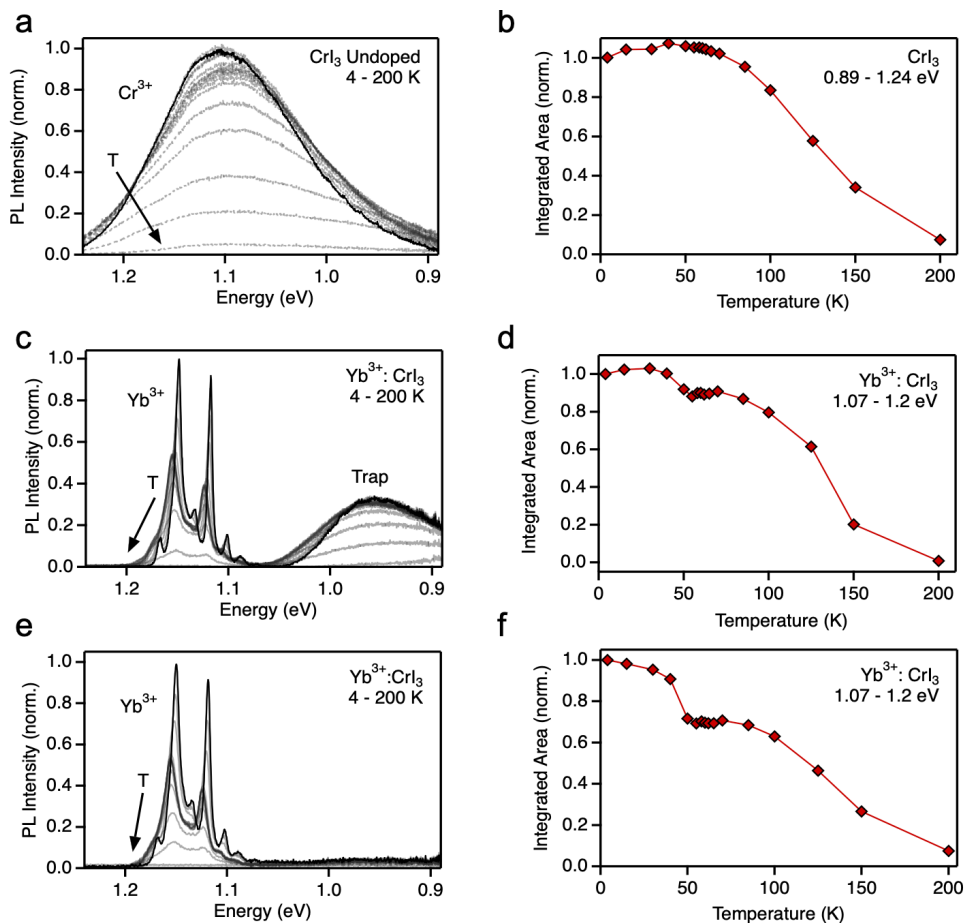 a
PL Intensity (norm.)
1.0
0.8
0.6
0.4
0.2
0.0
CrI₃ Undoped
4 - 200 K
Cr³⁺
T
1.2
1.1
1.0
0.9
Energy (eV)
b
Integrated Area (norm.)
1.0
0.8
0.6
0.4
0.2
0.0
CrI₃
0.89 - 1.24 eV
0
50
100
150
200
Temperature (K)
c
PL Intensity (norm.)
1.0
0.8
0.6
0.4
0.2
0.0
Yb³⁺: CrI₃
4 - 200 K
Yb³⁺
T
Trap
1.2
1.1
1.0
0.9
Energy (eV)
d
Integrated Area (norm.)
1.0
0.8
0.6
0.4
0.2
0.0
Yb³⁺: CrI₃
1.07 - 1.2 eV
0
50
100
150
200
Temperature (K)
e
PL Intensity (norm.)
1.0
0.8
0.6
0.4
0.2
0.0
Yb³⁺:CrI₃
4 - 200 K
Yb³⁺
T
1.2
1.1
1.0
0.9
Energy (eV)
f
Integrated Area (norm.)
1.0
0.8
0.6
0.4
0.2
0.0
Yb³⁺: CrI₃
1.07 - 1.2 eV
0
50
100
150
200
Temperature (K)